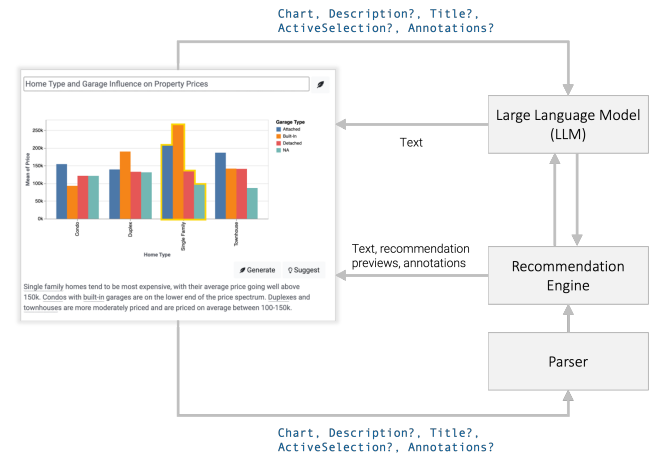 Chart, Description?, Title?,
ActiveSelection?, Annotations?
Home Type and Garage Influence on Property Prices
Large Language Model
(LLM)
Text
Garage Type
Attached
Built-In
Detached
NA
Mean of Price
250k
200k
150k
100k
50k
0k
Condo
Duplex
Single Family
Townhouse
Home Type
Generate
Suggest
Text, recommendation
previews, annotations
Recommendation
Engine
Single family homes tend to be most expensive, with their average price going well above
150k. Condos with built-in garages are on the lower end of the price spectrum. Duplexes and
townhouses are more moderately priced and are priced on average between 100-150k.
Parser
Chart, Description?, Title?,
ActiveSelection?, Annotations?